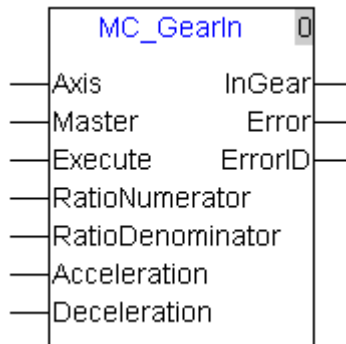 MC_GearIn 0
Axis InGear
Master Error
Execute ErrorID
RatioNumerator
RatioDenominator
Acceleration
Deceleration